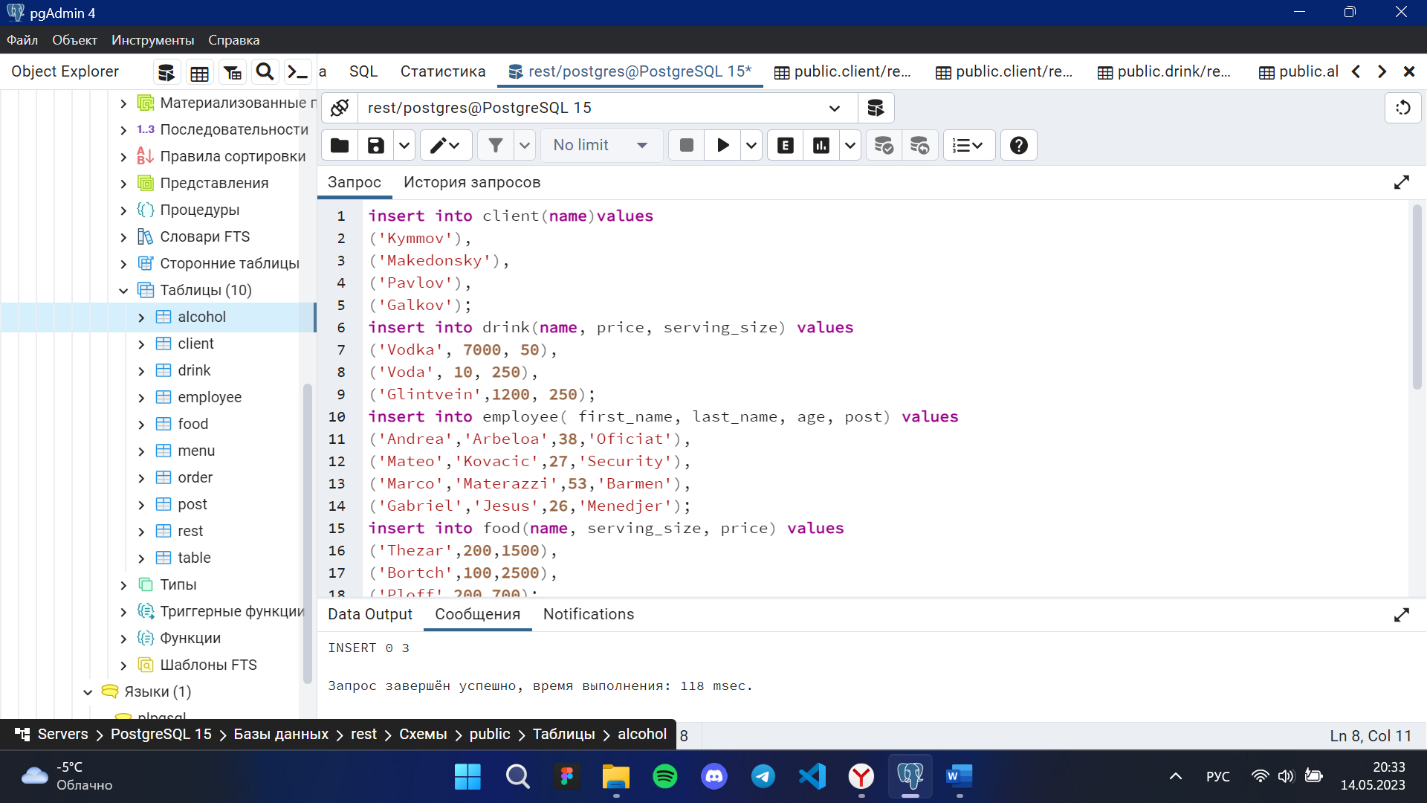 pgAdmin 4
Файл Объект Инструменты Справка
Object Explorer
а SQL Статистика rest/postgres@PostgreSQL 15* public.client/re... public.client/re... public.drink/re... public.al
Материализованные п
1..3 Последовательности
Правила сортировки
Представления
Процедуры
Словари FTS
Сторонние таблицы
Таблицы (10)
alcohol
client
drink
employee
food
menu
order
post
rest
table
Типы
Триггерные функции
Функции
Шаблоны FTS
Языки (1)
plpgsql
rest/postgres@PostgreSQL 15
No limit
E
Запрос История запросов
1 insert into client(name)values
2 ('Kymmov'),
3 ('Makedonsky'),
4 ('Pavlov'),
5 ('Galkov');
6 insert into drink(name, price, serving_size) values
7 ('Vodka', 7000, 50),
8 ('Voda', 10, 250),
9 ('Glintvein',1200, 250);
10 insert into employee( first_name, last_name, age, post) values
11 ('Andrea','Arbeloa',38,'Oficiat'),
12 ('Mateo','Kovacic',27,'Security'),
13 ('Marco','Materazzi',53,'Barmen'),
14 ('Gabriel','Jesus',26,'Menedjer');
15 insert into food(name, serving_size, price) values
16 ('Thezar',200,1500),
17 ('Bortch',100,2500),
18 ('Ploff',200,700);
Data Output Сообщения Notifications
INSERT 0 3
Запрос завершён успешно, время выполнения: 118 msec.
Servers > PostgreSQL 15 > Базы данных > rest > Схемы > public > Таблицы > alcohol 8
Ln 8, Col 11
-5°C
Облачно
РУС
20:33
14.05.2023